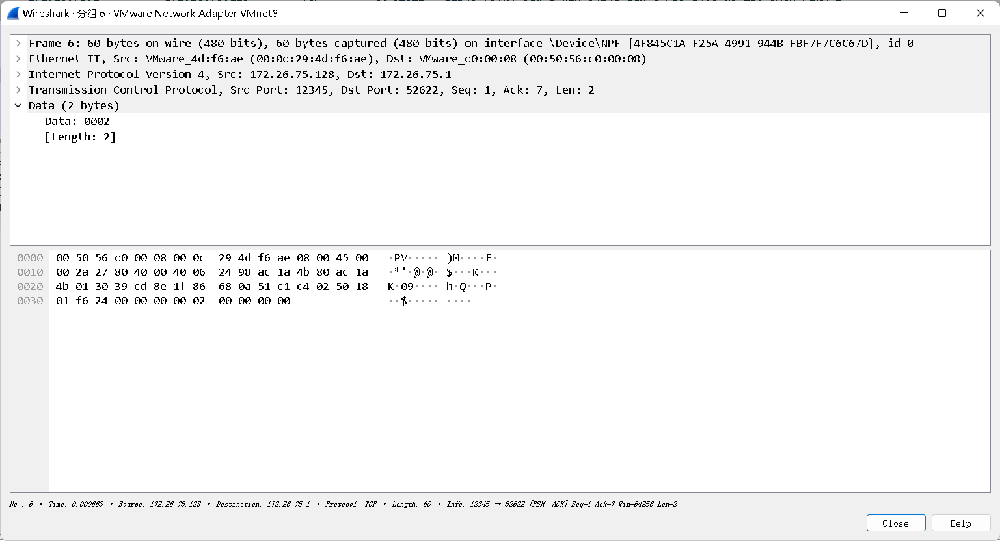 Wireshark · 分组 6 · VMware Network Adapter VMnet8
Frame 6: 60 bytes on wire (480 bits), 60 bytes captured (480 bits) on interface \Device\NPF_{4F845C1A-F25A-4991-944B-FBF7F7C6C67D}, id 0
Ethernet II, Src: VMware_4d:f6:ae (00:0c:29:4d:f6:ae), Dst: VMware_c0:00:08 (00:50:56:c0:00:08)
Internet Protocol Version 4, Src: 172.26.75.128, Dst: 172.26.75.1
Transmission Control Protocol, Src Port: 12345, Dst Port: 52622, Seq: 1, Ack: 7, Len: 2
Data (2 bytes)
Data: 0002
[Length: 2]
0000 00 50 56 c0 00 08 00 0c 29 4d f6 ae 08 00 45 00 ·PV····· )M····E·
0010 00 2a 27 80 40 00 40 06 24 98 ac 1a 4b 80 ac 1a ·*'·@·@· $···K···
0020 4b 01 30 39 cd 8e 1f 86 68 0a 51 c1 c4 02 50 18 K·09···· h·Q···P·
0030 01 f6 24 00 00 00 00 02 00 00 00 00 ··$····· ····
No.: 6 · Time: 0.000663 · Source: 172.26.75.128 · Destination: 172.26.75.1 · Protocol: TCP · Length: 60 · Info: 12345 → 52622 [PSH, ACK] Seq=1 Ack=7 Win=64256 Len=2
Close Help